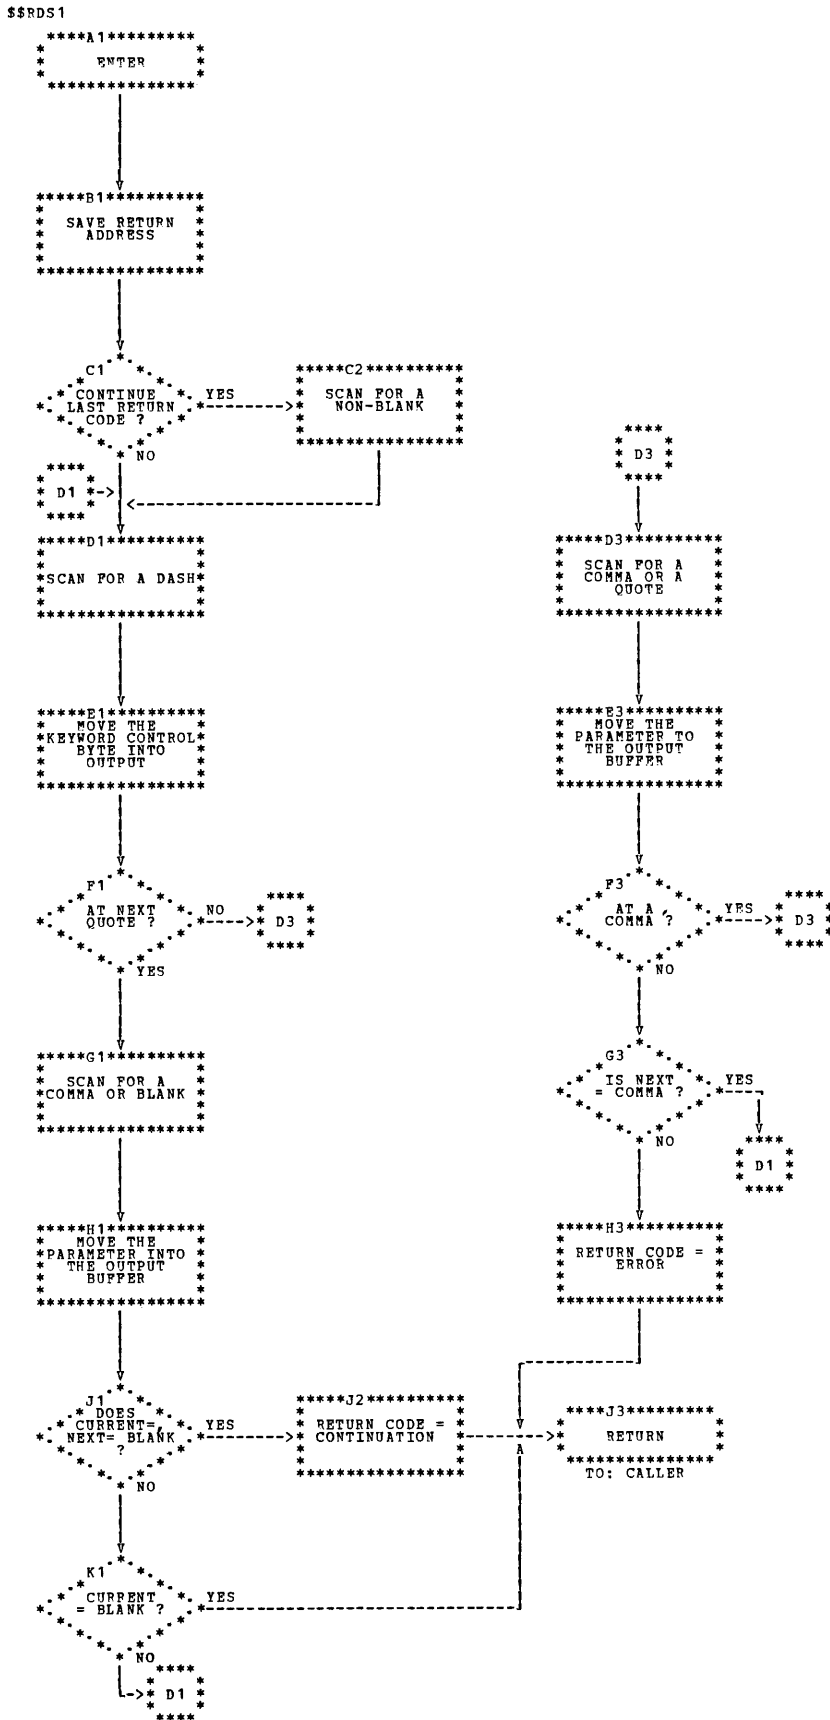 $$RDS1
A1
ENTER
B1
SAVE RETURN
ADDRESS
C1
CONTINUE
LAST RETURN
CODE ?
YES
NO
C2
SCAN FOR A
NON-BLANK
D1
D1
SCAN FOR A DASH
E1
MOVE THE
KEYWORD CONTROL
BYTE INTO
OUTPUT
F1
AT NEXT
QUOTE ?
NO
D3
YES
G1
SCAN FOR A
COMMA OR BLANK
H1
MOVE THE
PARAMETER INTO
THE OUTPUT
BUFFER
J1
DOES
CURRENT=,
NEXT= BLANK
?
YES
NO
J2
RETURN CODE =
CONTINUATION
K1
CURRENT
= BLANK ?
YES
NO
D1
D3
D3
SCAN FOR A
COMMA OR A
QUOTE
E3
MOVE THE
PARAMETER TO
THE OUTPUT
BUFFER
F3
AT A ,
COMMA ?
YES
D3
NO
G3
IS NEXT
= COMMA ?
YES
D1
NO
H3
RETURN CODE =
ERROR
J3
RETURN
TO: CALLER